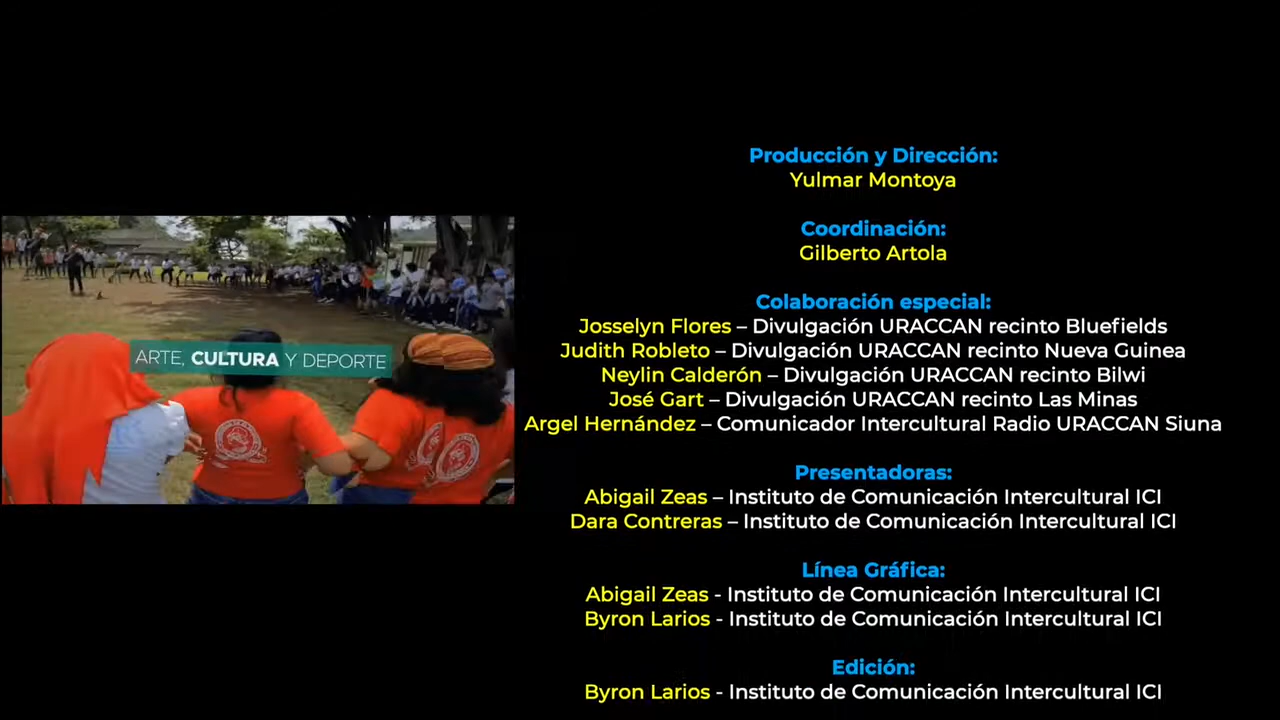 ARTE, CULTURA Y DEPORTE
Producción y Dirección:
Yulmar Montoya
Coordinación:
Gilberto Artola
Colaboración especial:
Josselyn Flores – Divulgación URACCAN recinto Bluefields
Judith Robleto – Divulgación URACCAN recinto Nueva Guinea
Neylin Calderón – Divulgación URACCAN recinto Bilwi
José Gart – Divulgación URACCAN recinto Las Minas
Argel Hernández – Comunicador Intercultural Radio URACCAN Siuna
Presentadoras:
Abigail Zeas – Instituto de Comunicación Intercultural ICI
Dara Contreras – Instituto de Comunicación Intercultural ICI
Línea Gráfica:
Abigail Zeas - Instituto de Comunicación Intercultural ICI
Byron Larios - Instituto de Comunicación Intercultural ICI
Edición:
Byron Larios - Instituto de Comunicación Intercultural ICI